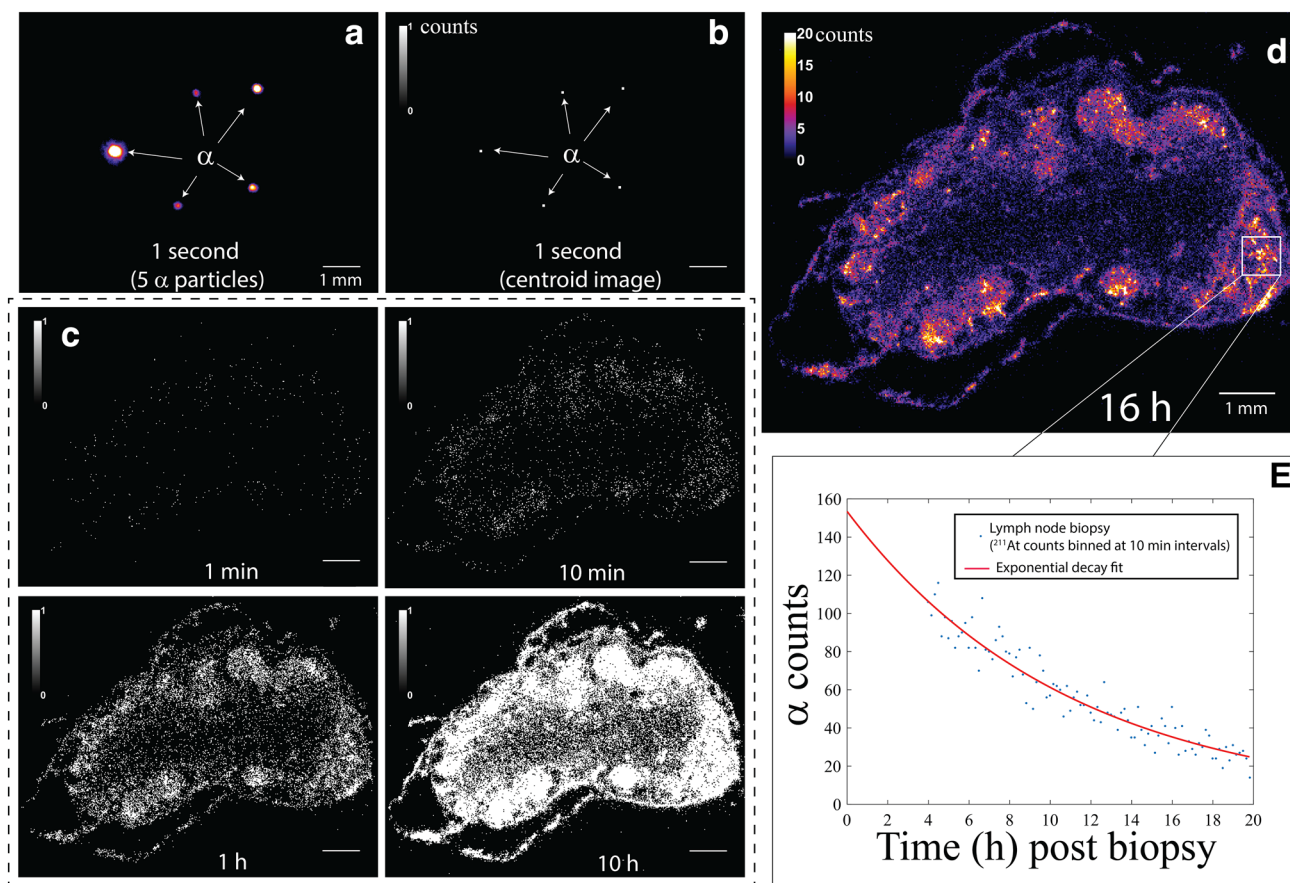 a
α
1 second
(5 α particles)
1 mm
b
1
counts
0
α
1 second
(centroid image)
c
1
0
1 min
1
0
10 min
1
0
1 h
1
0
10 h
d
20
counts
15
10
5
0
16 h
1 mm
E
160
140
120
100
80
60
40
20
0
α counts
Lymph node biopsy
(²¹¹At counts binned at 10 min intervals)
Exponential decay fit
0 2 4 6 8 10 12 14 16 18 20
Time (h) post biopsy